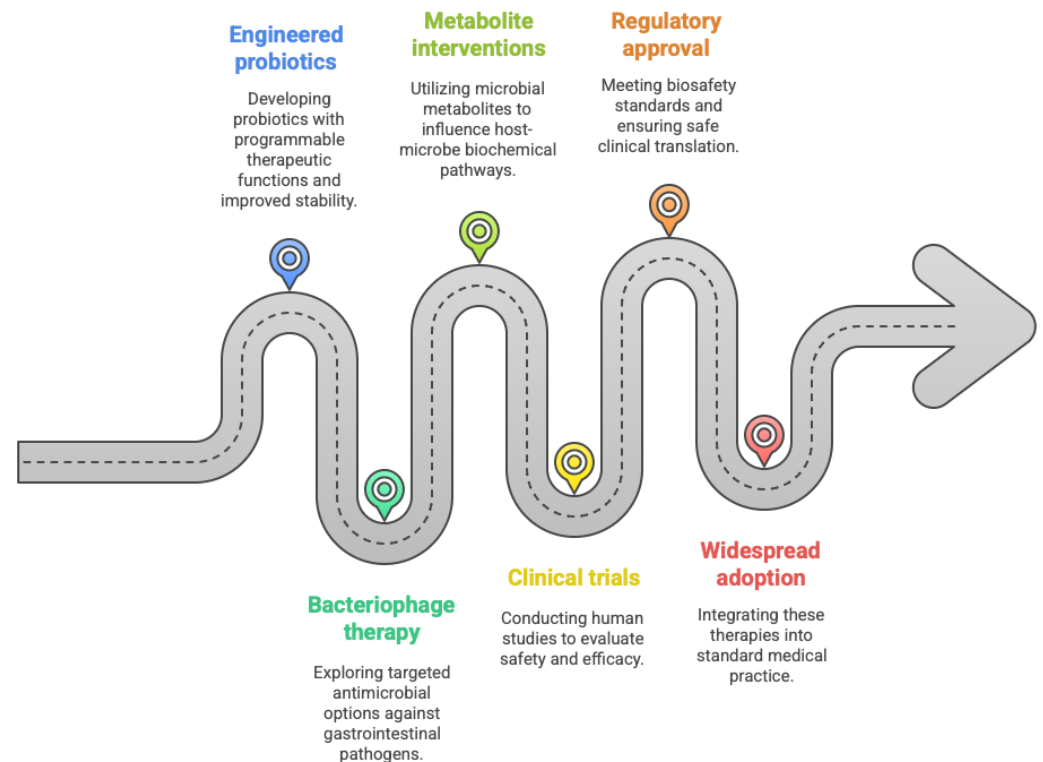 Engineered
probiotics
Developing
probiotics with
programmable
therapeutic
functions and
improved stability.
Bacteriophage
therapy
Exploring targeted
antimicrobial
options against
gastrointestinal
pathogens.
Metabolite
interventions
Utilizing microbial
metabolites to
influence host-
microbe biochemical
pathways.
Clinical trials
Conducting human
studies to evaluate
safety and efficacy.
Regulatory
approval
Meeting biosafety
standards and
ensuring safe
clinical translation.
Widespread
adoption
Integrating these
therapies into
standard medical
practice.